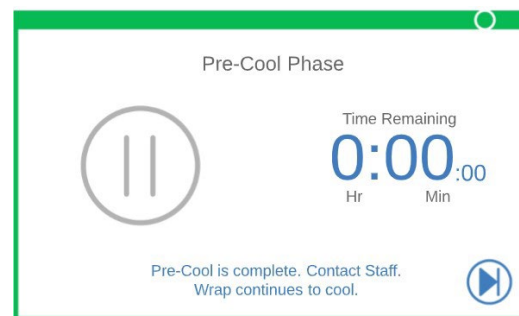 Pre-Cool Phase
Time Remaining
0:00:00
Hr Min
Pre-Cool is complete. Contact Staff.
Wrap continues to cool.